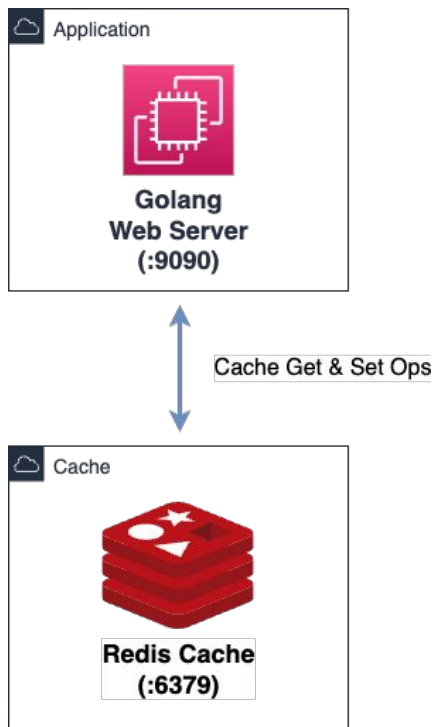 Application
Golang
Web Server
(:9090)
Cache Get & Set Ops
Cache
Redis Cache
(:6379)